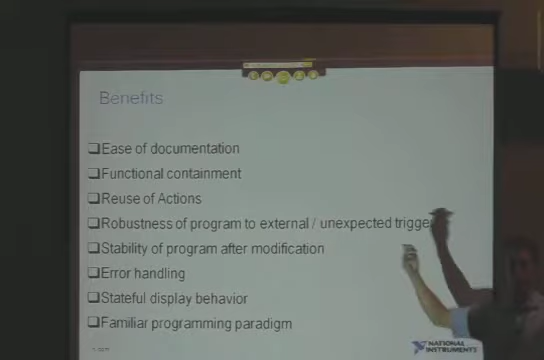 Benefits
❑Ease of documentation
❑Functional containment
❑Reuse of Actions
❑Robustness of program to external / unexpected trigge
❑Stability of program after modification
❑Error handling
❑Stateful display behavior
❑Familiar programming paradigm
NATIONAL
INSTRUMENTS